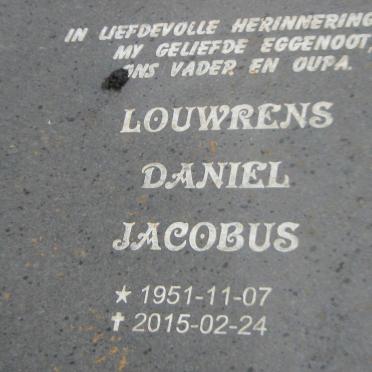 IN LIEFDEVOLLE HERINNERING
MY GELIEFDE EGGENOOT,
ONS VADER EN OUPA.
LOUWRENS
DANIEL
JACOBUS
★ 1951-11-07
✝ 2015-02-24